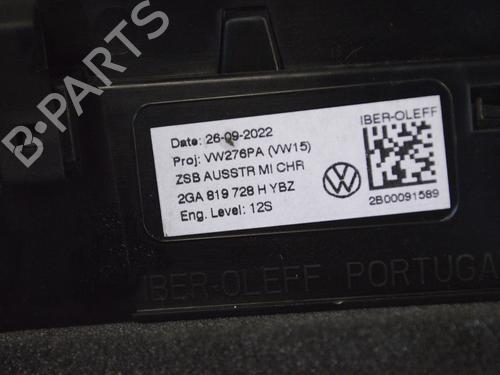 B-PARTS
Date: 26-09-2022
Proj: VW276PA (VW15)
ZSB AUSSTR MI CHR
2GA 819 728 H YBZ
Eng. Level: 12S
IBER-OLEFF
2B00091589
IBER-OLEFF PORTUGA